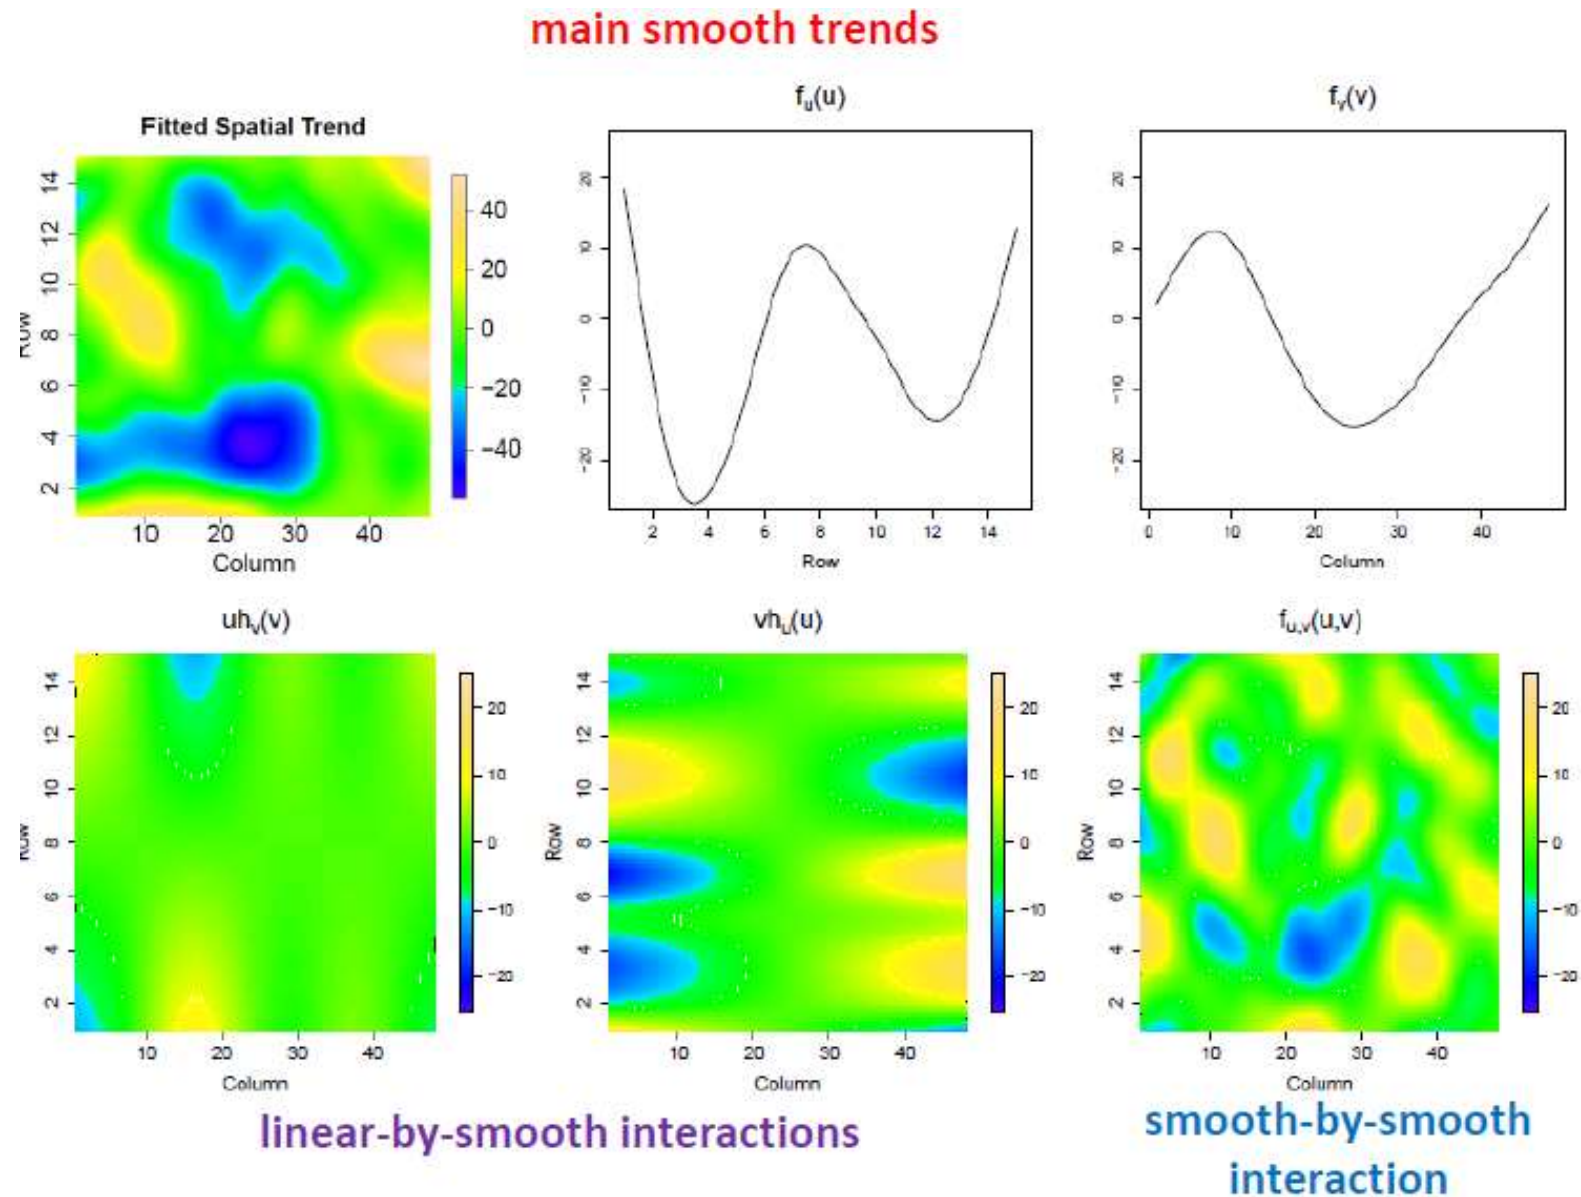 main smooth trends
Fitted Spatial Trend
14
12
10
8
6
4
2
Row
10 20 30 40
Column
40
20
0
−20
−40
fu(u)
20
10
0
−10
−20
2 4 6 8 10 12 14
Row
fv(v)
20
10
0
−10
−20
0 10 20 30 40
Column
uhv(v)
14
12
10
8
6
4
2
Row
10 20 30 40
Column
20
10
0
−10
−20
vhu(u)
14
12
10
8
6
4
2
Row
10 20 30 40
Column
20
10
0
−10
−20
fu,v(u,v)
14
12
10
8
6
4
2
Row
10 20 30 40
Column
20
10
0
−10
−20
linear-by-smooth interactions
smooth-by-smooth
interaction